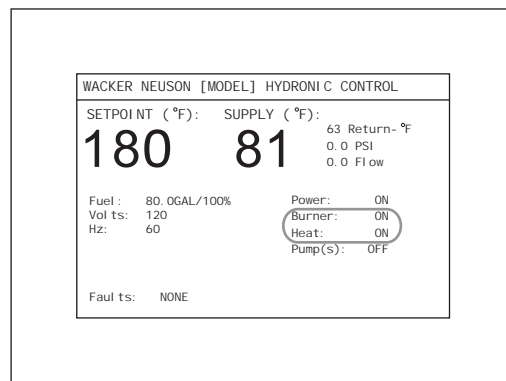 WACKER NEUSON [MODEL] HYDRONIC CONTROL
SETPOINT (°F): SUPPLY (°F):
180 81
63 Return-°F
0.0 PSI
0.0 Flow
Fuel: 80.0GAL/100%
Volts: 120
Hz: 60
Power: ON
Burner: ON
Heat: ON
Pump(s): OFF
Faults: NONE